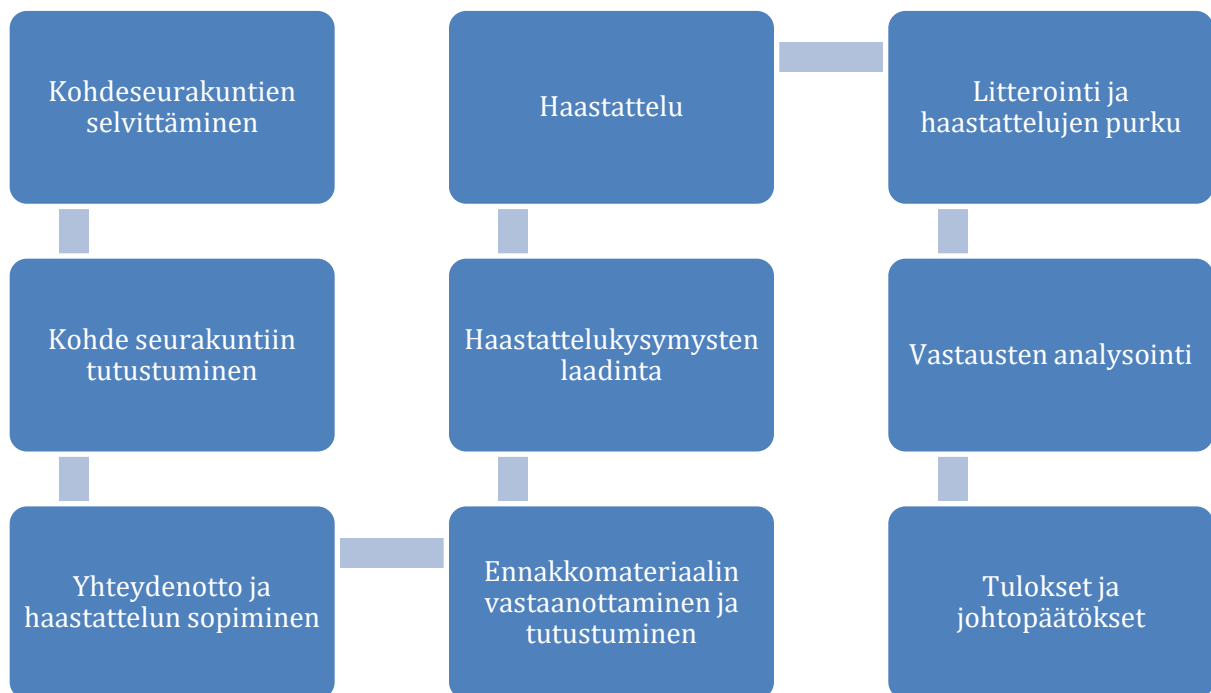 Kohdeseurakuntien
selvittäminen
Kohde seurakuntiin
tutustuminen
Yhteydenotto ja
haastattelun sopiminen
Ennakkomateriaalin
vastaanottaminen ja
tutustuminen
Haastattelukysymysten
laadinta
Haastattelu
Litterointi ja
haastattelujen purku
Vastausten analysointi
Tulokset ja
johtopäätökset